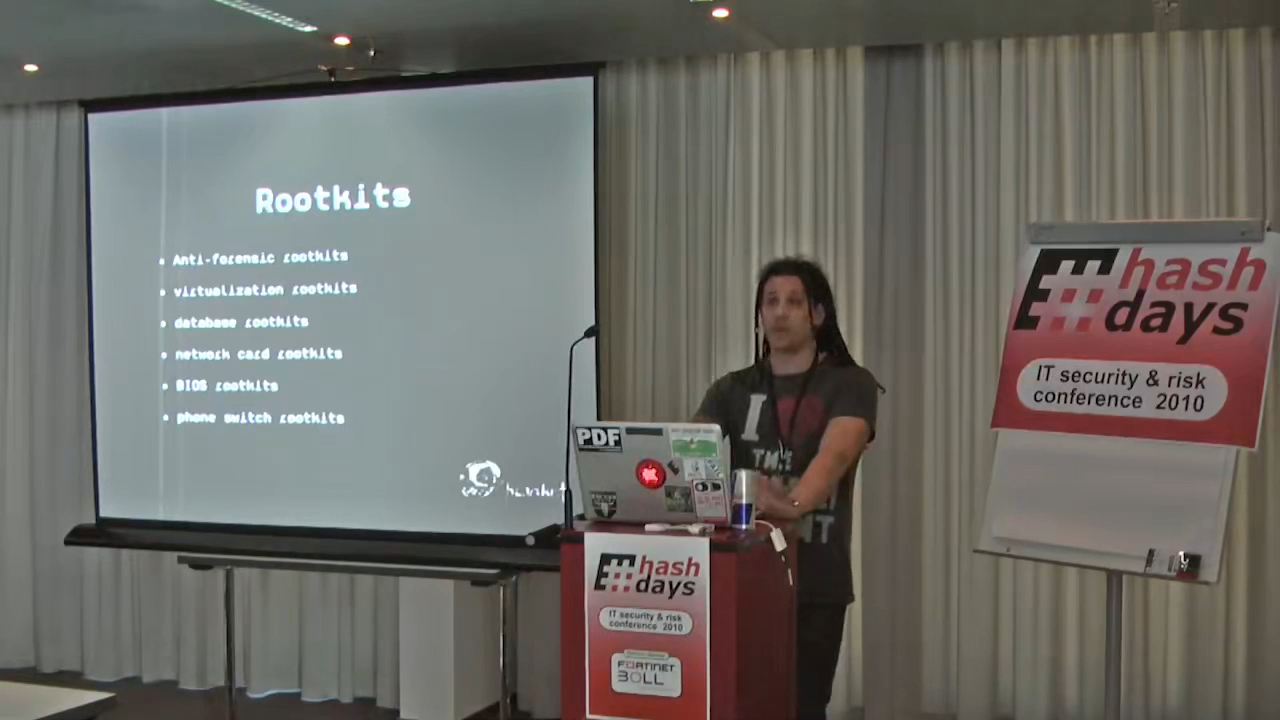 Rootkits
Anti-forensic rootkits
virtualization rootkits
database rootkits
network card rootkits
BIOS rootkits
phone switch rootkits
PDF
I
hash
days
IT security & risk
conference 2010
FORTINET
BOLL
hash
days
IT security & risk
conference 2010